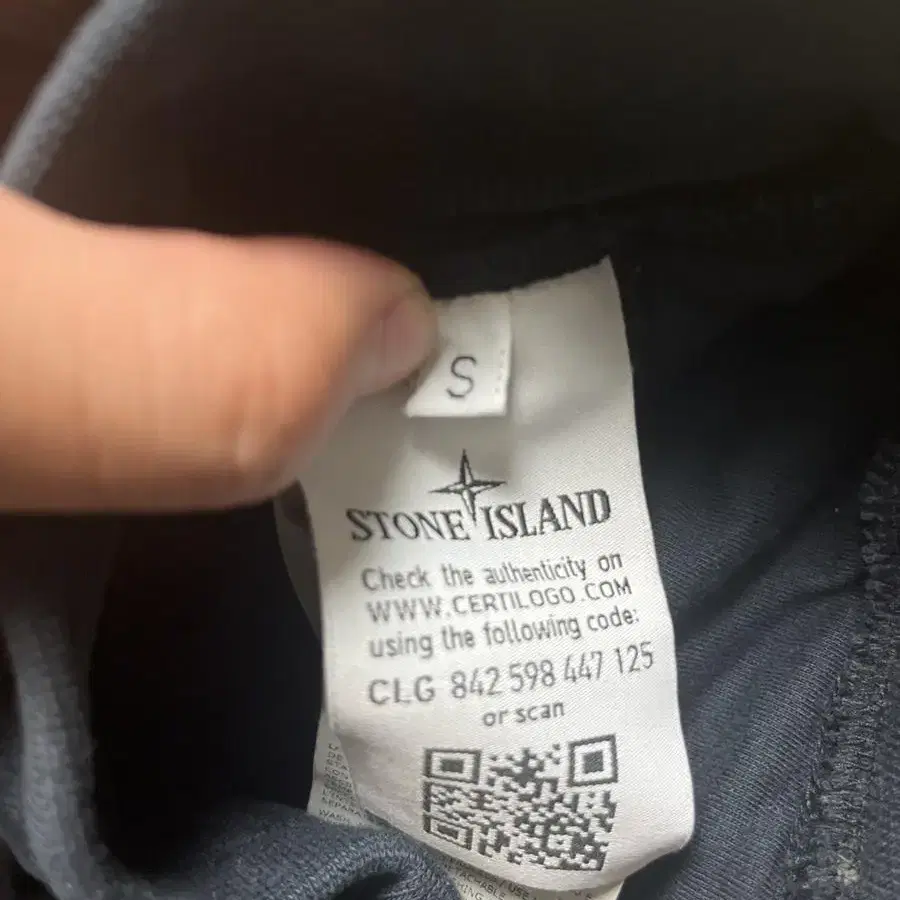 S
STONE ISLAND
Check the authenticity on
WWW.CERTILOGO.COM
using the following code:
CLG 842 598 447 125
or scan